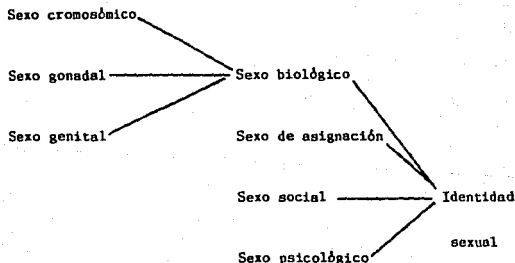 Sexo cromosómico
Sexo gonadal
Sexo biológico
Sexo genital
Sexo de asignación
Sexo social
Identidad
sexual
Sexo psicológico